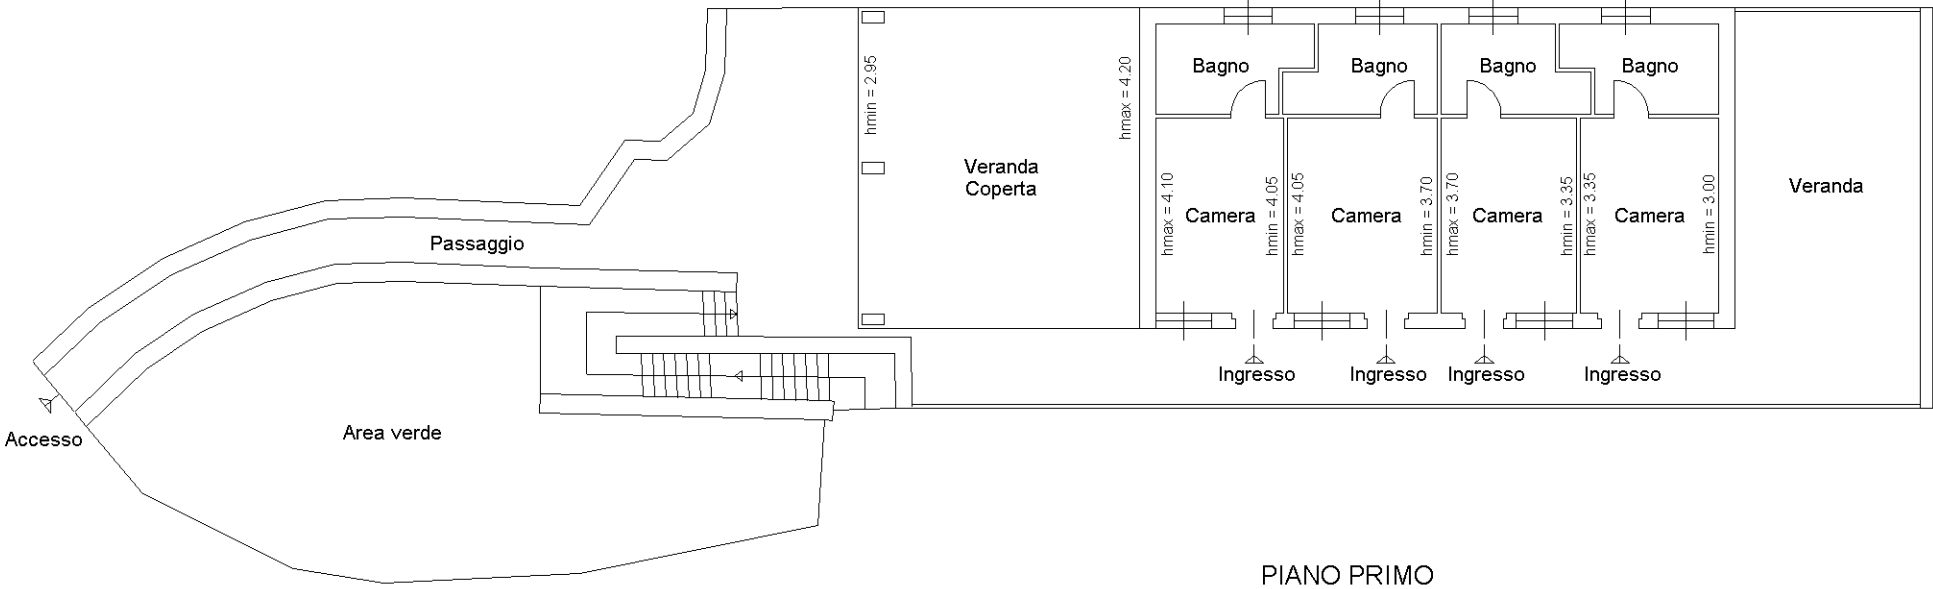 Bagno
Bagno
Bagno
Bagno
hmin = 2.95
hmax = 4.20
Veranda
Coperta
hmax = 4.10
Camera
hmin = 4.05
hmax = 4.05
Camera
hmin = 3.70
hmax = 3.70
Camera
hmin = 3.35
hmax = 3.35
Camera
hmin = 3.00
Veranda
Passaggio
Ingresso
Ingresso
Ingresso
Ingresso
Accesso
Area verde
PIANO PRIMO